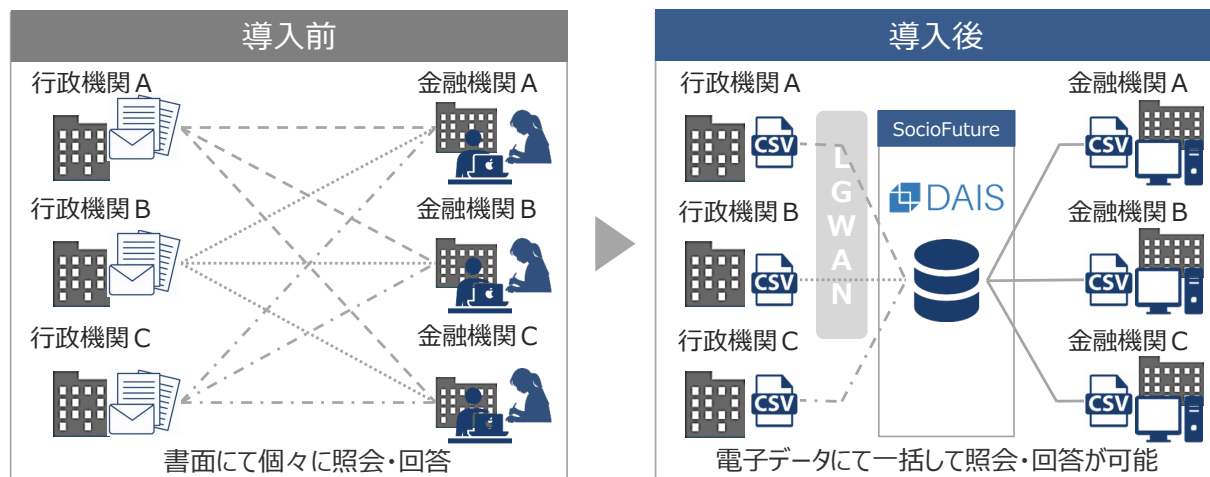 導入前
行政機関A
金融機関A
行政機関B
金融機関B
行政機関C
金融機関C
書面にて個々に照会・回答
導入後
行政機関A
金融機関A
CSV
LGWAN
SocioFuture
DAIS
CSV
行政機関B
金融機関B
CSV
CSV
行政機関C
金融機関C
CSV
CSV
電子データにて一括して照会・回答が可能